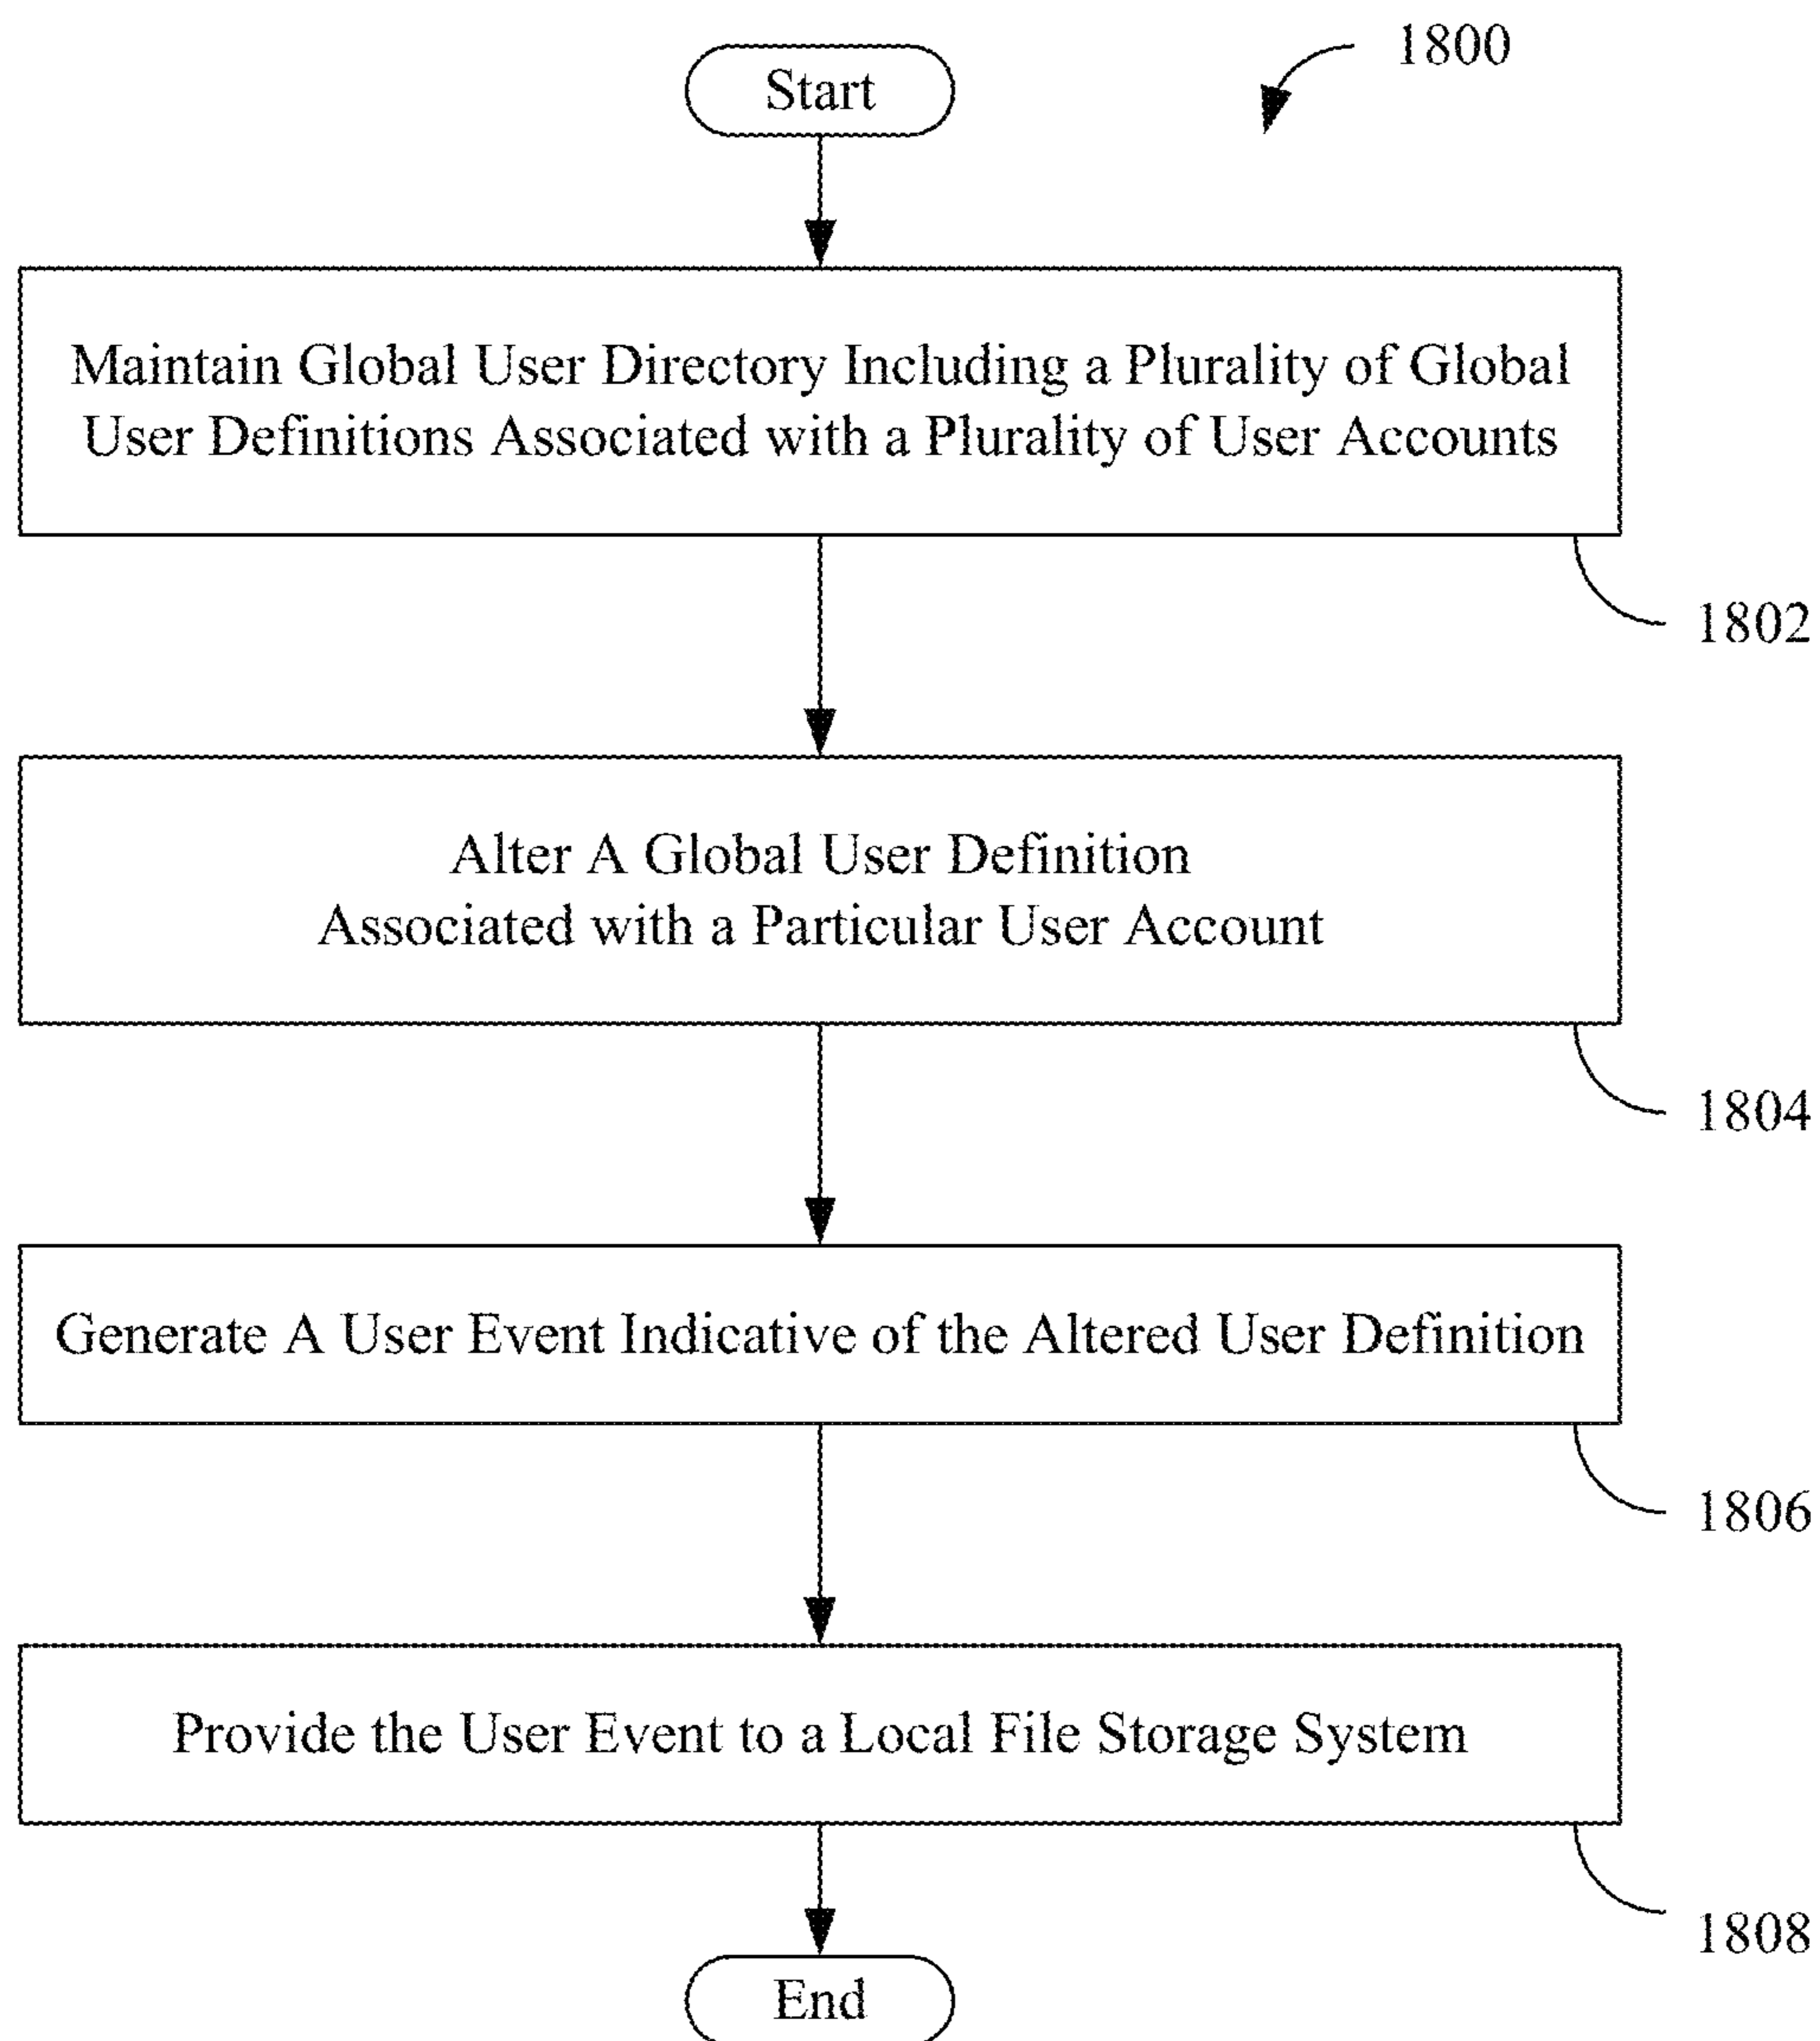 1800
Start
Maintain Global User Directory Including a Plurality of Global
User Definitions Associated with a Plurality of User Accounts
1802
Alter A Global User Definition
Associated with a Particular User Account
1804
Generate A User Event Indicative of the Altered User Definition
1806
Provide the User Event to a Local File Storage System
1808
End